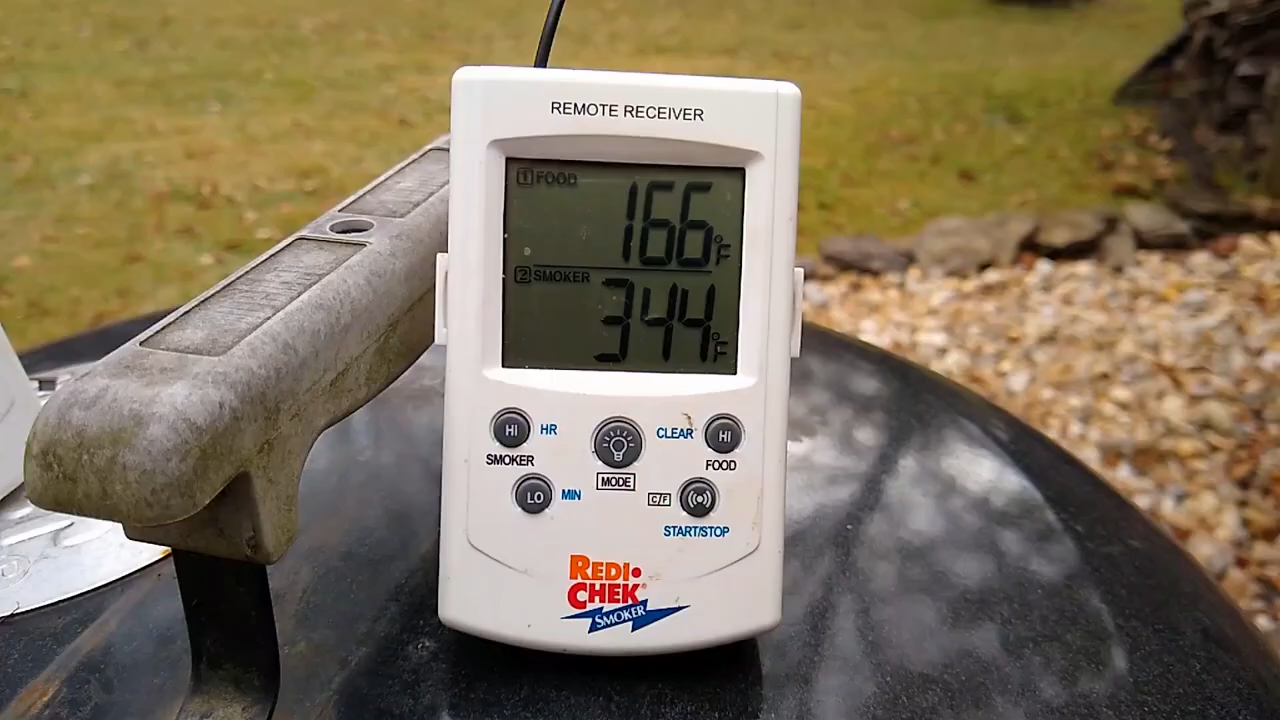 REMOTE RECEIVER
1 FOOD
166°F
2 SMOKER
344°F
HI HR CLEAR HI
SMOKER FOOD
MODE
LO MIN C/F
START/STOP
REDI•
CHEK®
SMOKER